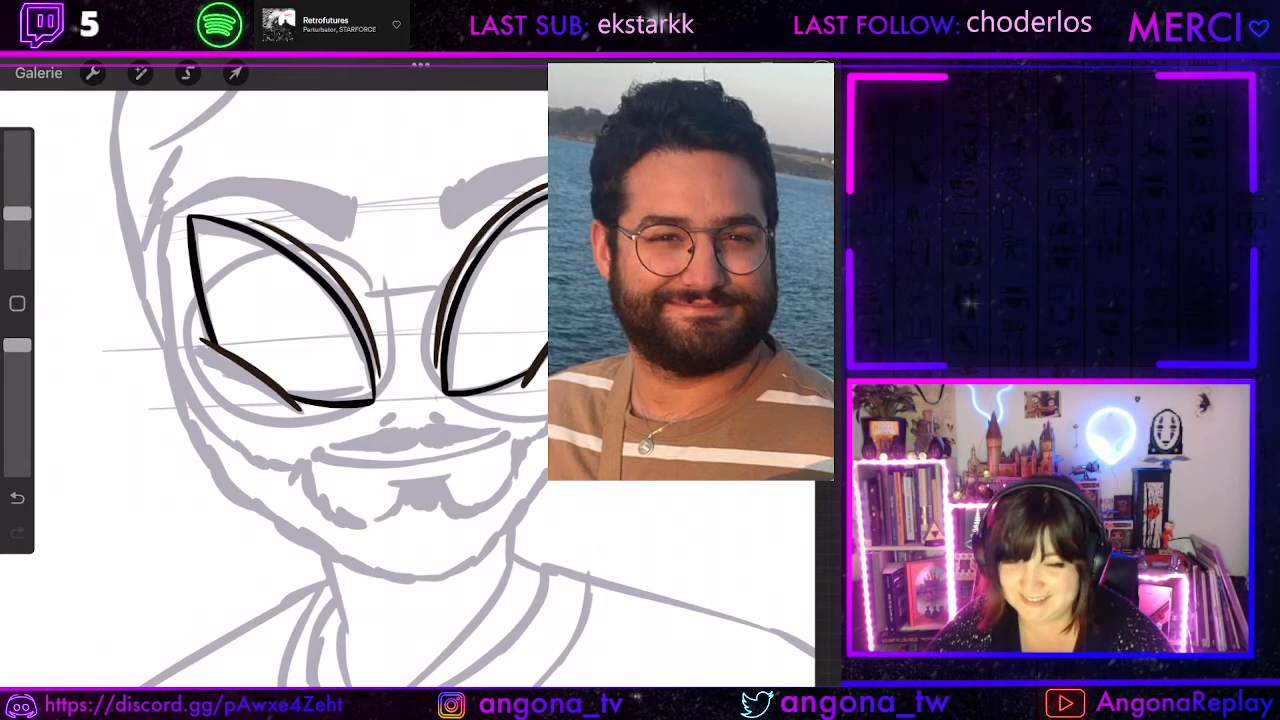 5
Retrofutures
Perturbator, STARFORCE
LAST SUB: ekstarkk
LAST FOLLOW: choderlos
MERCI
Galerie
https://discord.gg/pAwxe4Zeht
angona_tv
angona_tw
AngonaReplay